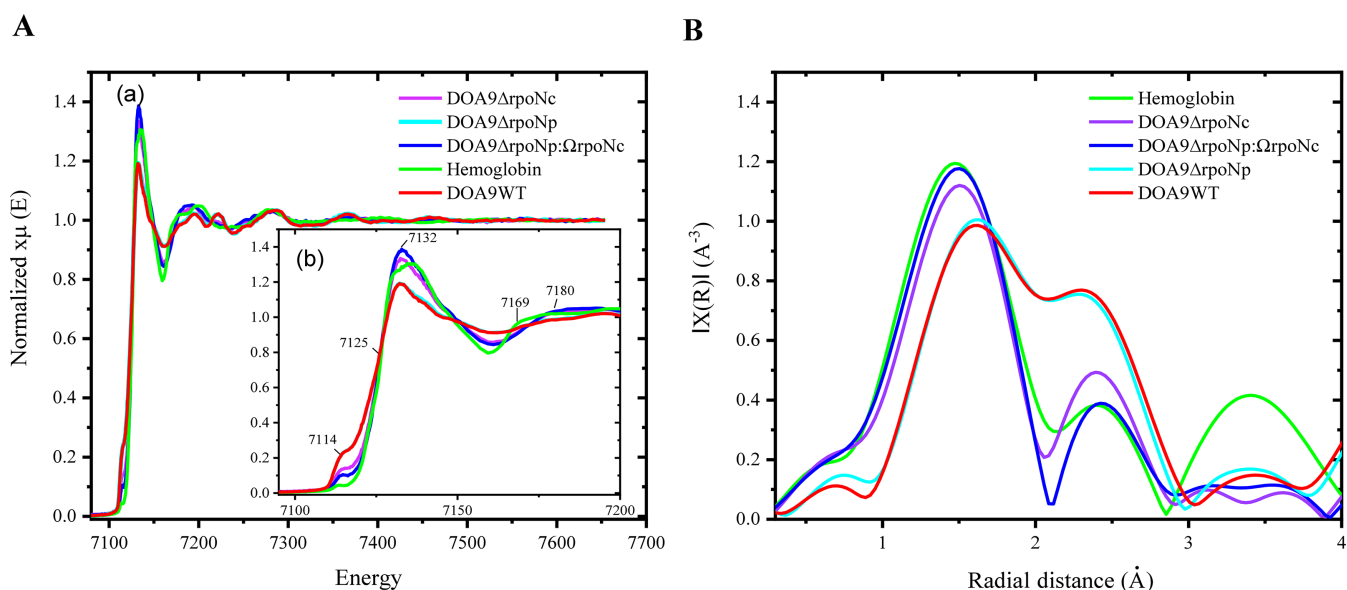 A
B
(a)
DOA9ΔrpoNc
DOA9ΔrpoNp
DOA9ΔrpoNp:ΩrpoNc
Hemoglobin
DOA9WT
Normalized xμ (E)
1.4
1.2
1.0
0.8
0.6
0.4
0.2
0.0
7100 7200 7300 7400 7500 7600 7700
Energy
(b)
1.4
1.2
1.0
0.8
0.6
0.4
0.2
0.0
7132
7169
7180
7125
7114
7100 7150 7200
Hemoglobin
DOA9ΔrpoNc
DOA9ΔrpoNp:ΩrpoNc
DOA9ΔrpoNp
DOA9WT
|X(R)| (A⁻³)
1.4
1.2
1.0
0.8
0.6
0.4
0.2
0.0
1 2 3 4
Radial distance (Ȧ)